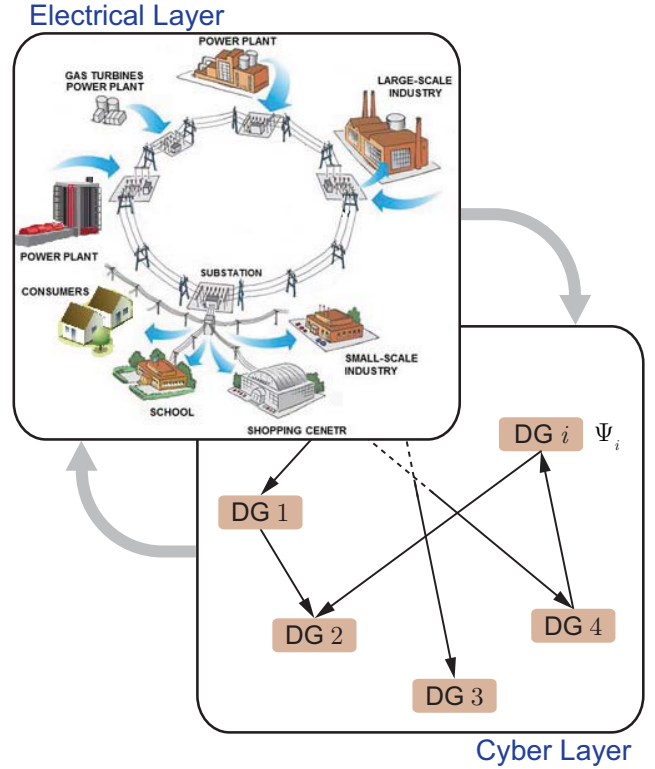 Electrical Layer
POWER PLANT
GAS TURBINES
POWER PLANT
LARGE-SCALE
INDUSTRY
POWER PLANT
SUBSTATION
CONSUMERS
SMALL-SCALE
INDUSTRY
SCHOOL
SHOPPING CENETR
DG i Ψi
DG 1
DG 2
DG 4
DG 3
Cyber Layer